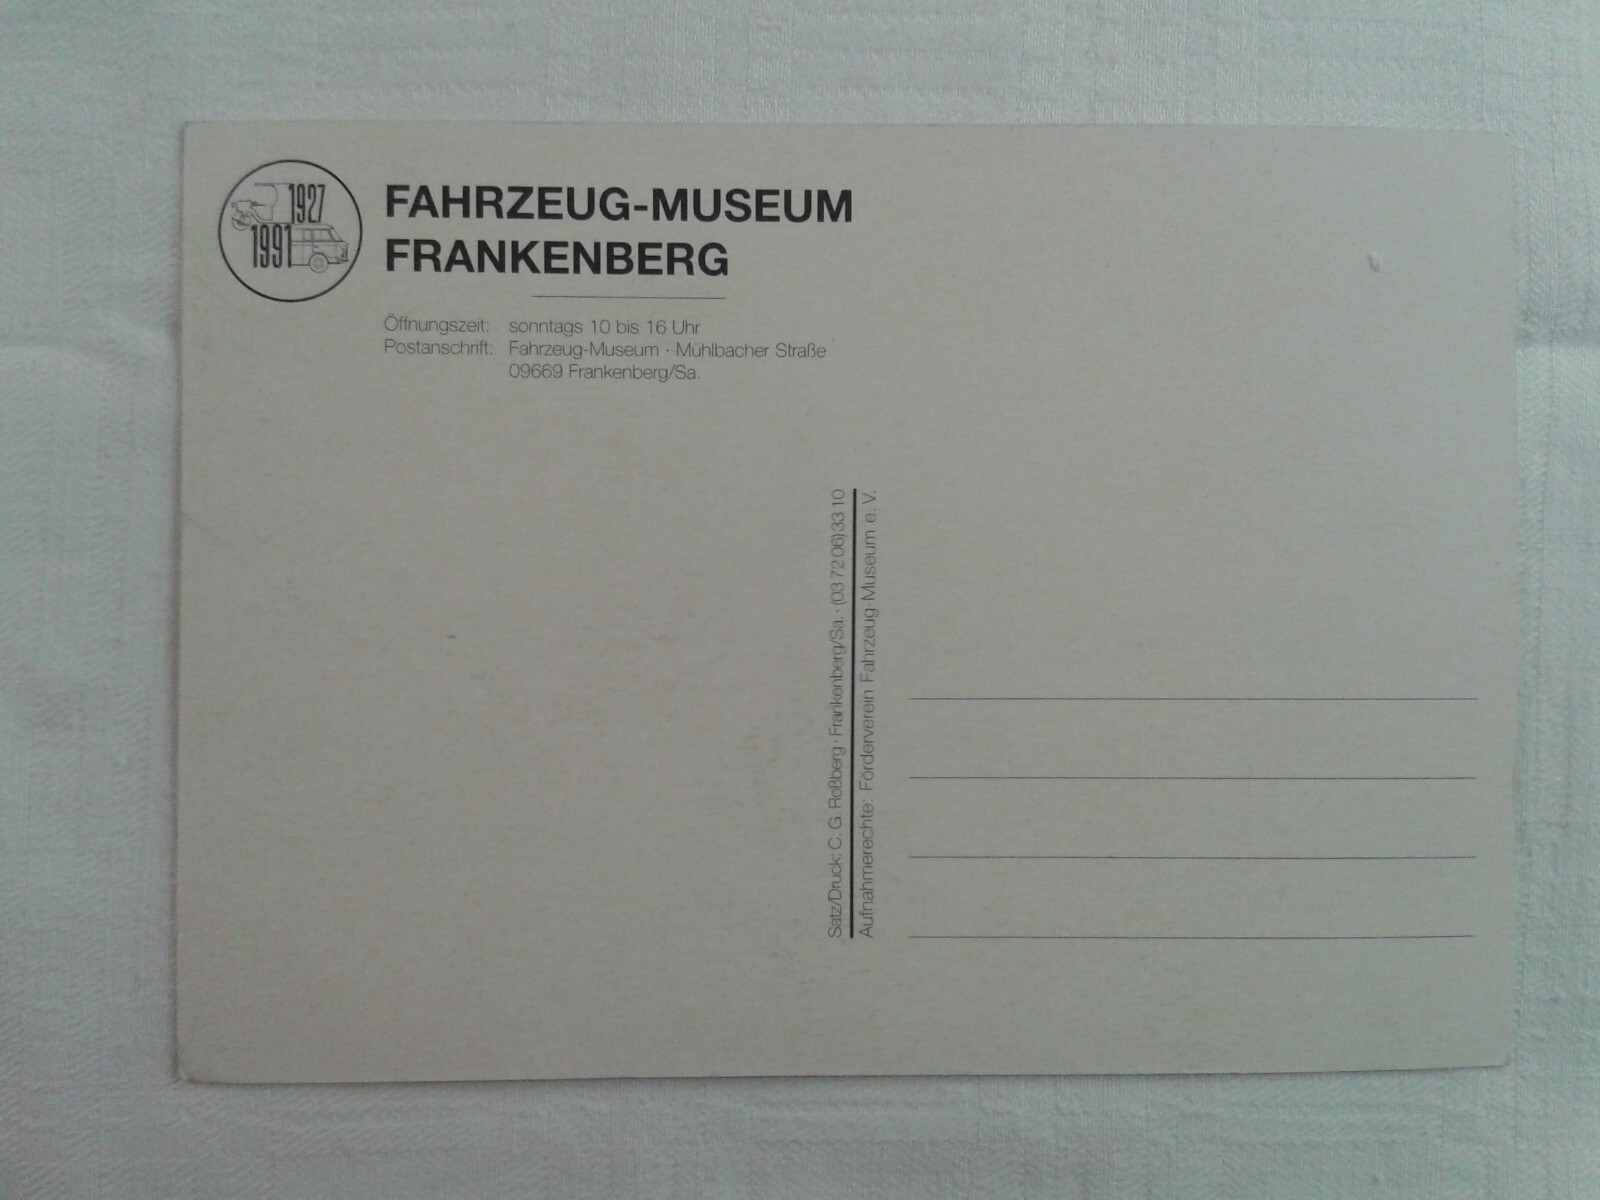 1927
1991
FAHRZEUG-MUSEUM
FRANKENBERG
Öffnungszeit: sonntags 10 bis 16 Uhr
Postanschrift: Fahrzeug-Museum · Mühlbacher Straße
09669 Frankenberg/Sa.
Satz/Druck: C. G. Roßberg · Frankenberg/Sa. · (03 72 06) 33 10
Aufnahmerechte: Förderverein Fahrzeug-Museum e. V.